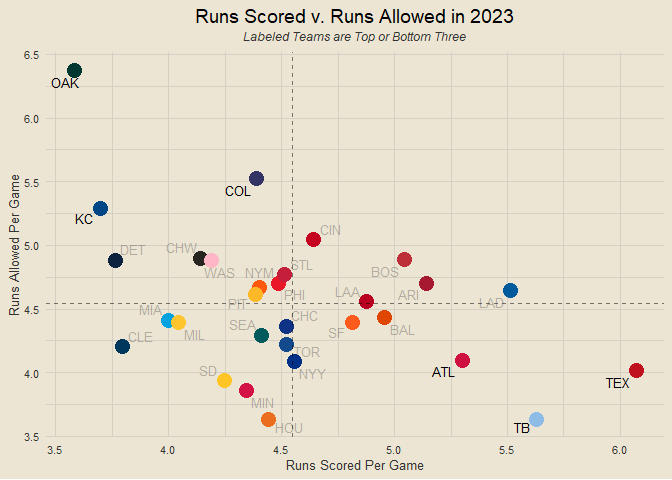 Runs Scored v. Runs Allowed in 2023
Labeled Teams are Top or Bottom Three
6.5
OAK
6.0
5.5
COL
KC
CIN
5.0
DET
CHW
STL
WAS
NYM
BOS
LAA
ARI
PHI
4.5
PIT
LAD
MIA
CHC
SEA
BAL
SF
MIL
CLE
TOR
4.0
SD
NYY
ATL
TEX
MIN
TB
HOU
3.5
3.5 4.0 4.5 5.0 5.5 6.0
Runs Scored Per Game
Runs Allowed Per Game